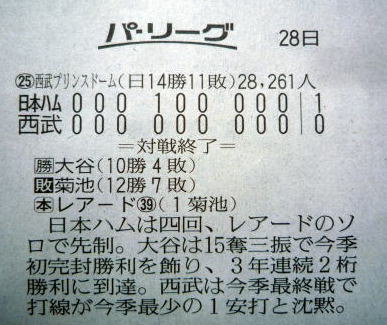 パ・リーグ 28日
㉕西武プリンスドーム(日14勝11敗)28,261人
日本ハム 000 100 000 1
西武 000 000 000 0
=対戦終了=
勝大谷(10勝4敗)
敗菊池(12勝7敗)
本レアード㊴(1菊池)
日本ハムは四回、レアードのソ
ロで先制。大谷は15奪三振で今季
初完封勝利を飾り、3年連続2桁
勝利に到達。西武は今季最終戦で
打線が今季最少の1安打と沈黙。